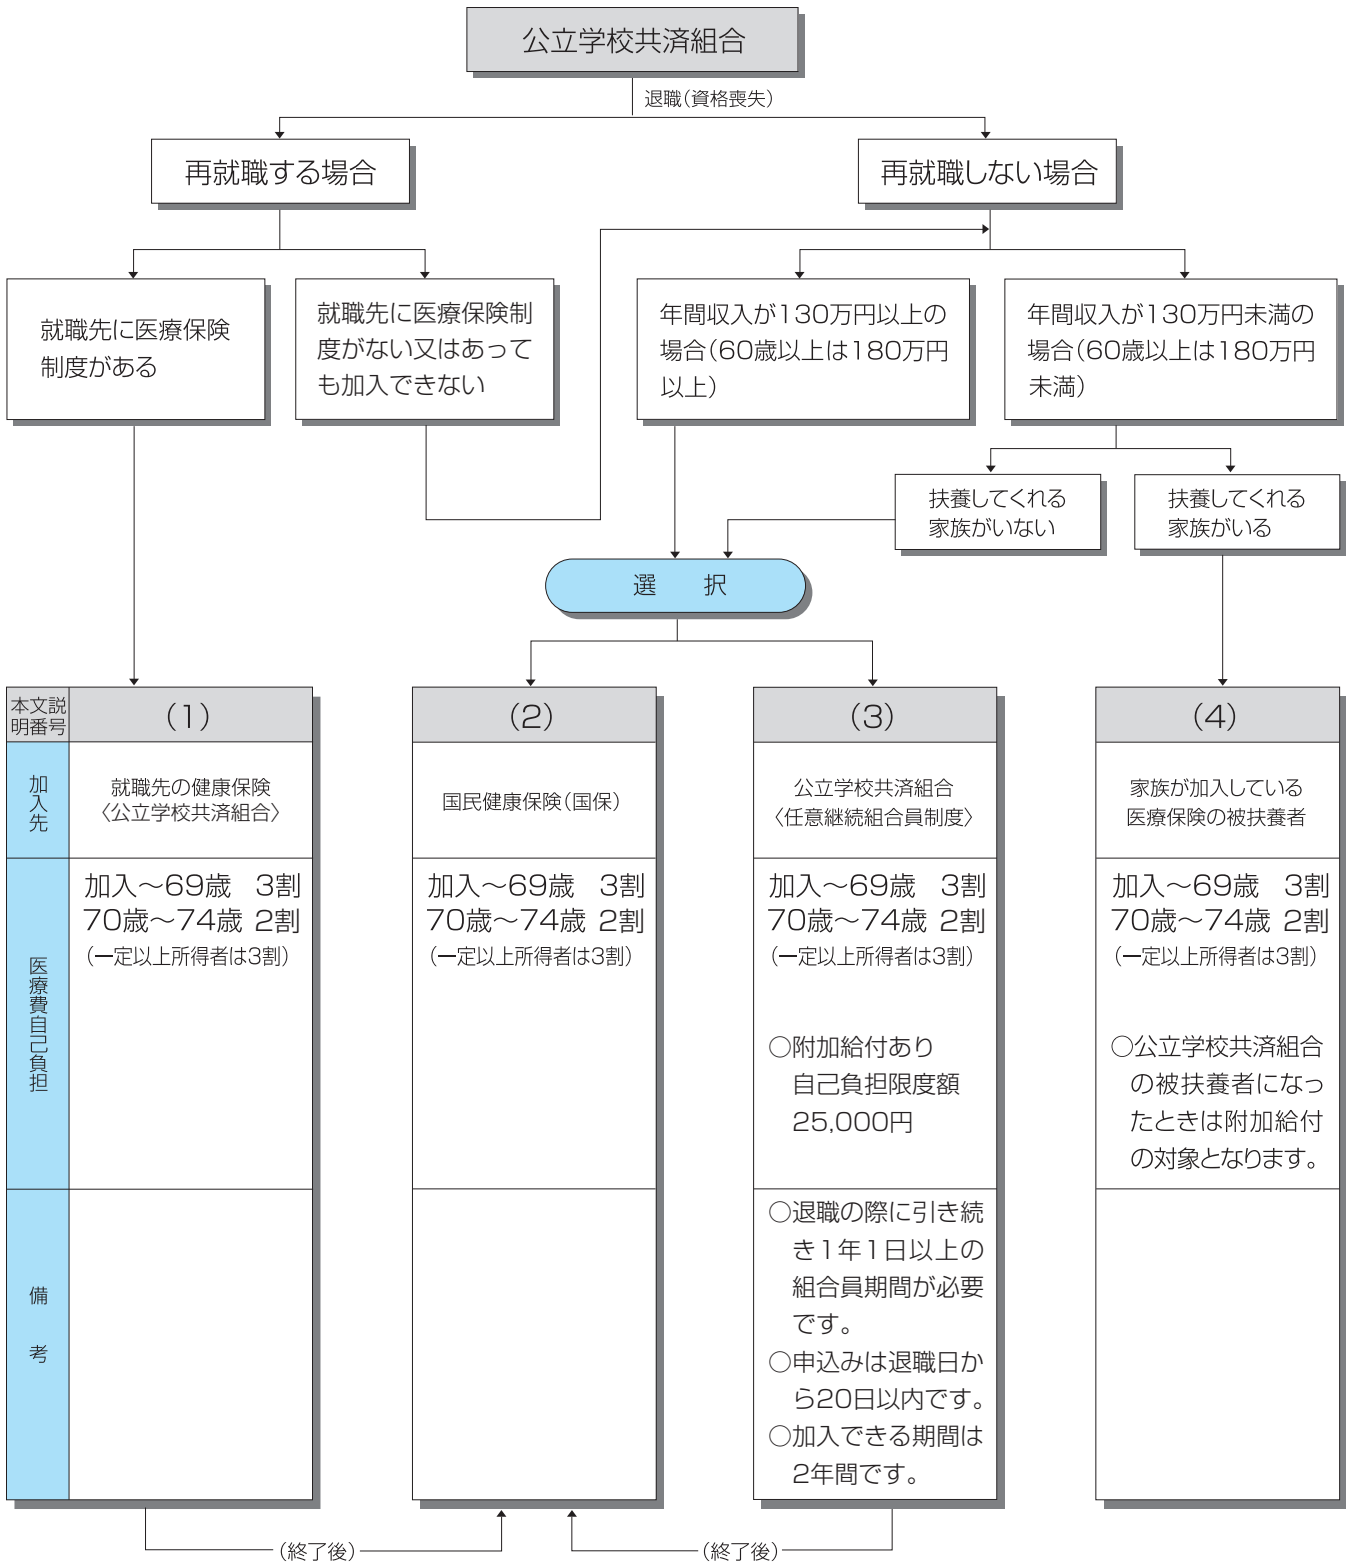 公立学校共済組合
退職(資格喪失)
再就職する場合
再就職しない場合
就職先に医療保険
制度がある
就職先に医療保険制
度がない又はあって
も加入できない
年間収入が130万円以上の
場合(60歳以上は180万円
以上)
年間収入が130万円未満の
場合(60歳以上は180万円
未満)
扶養してくれる
家族がいない
扶養してくれる
家族がいる
選　択
本文説
明番号
(1)
(2)
(3)
(4)
加入先
就職先の健康保険
〈公立学校共済組合〉
国民健康保険(国保)
公立学校共済組合
〈任意継続組合員制度〉
家族が加入している
医療保険の被扶養者
医療費自己負担
加入～69歳 3割
70歳～74歳 2割
(一定以上所得者は3割)
加入～69歳 3割
70歳～74歳 2割
(一定以上所得者は3割)
加入～69歳 3割
70歳～74歳 2割
(一定以上所得者は3割)
○附加給付あり
自己負担限度額
25,000円
加入～69歳 3割
70歳～74歳 2割
(一定以上所得者は3割)
○公立学校共済組合
の被扶養者になっ
たときは附加給付
の対象となります。
備考
○退職の際に引き続
き1年1日以上の
組合員期間が必要
です。
○申込みは退職日か
ら20日以内です。
○加入できる期間は
2年間です。
(終了後)
(終了後)